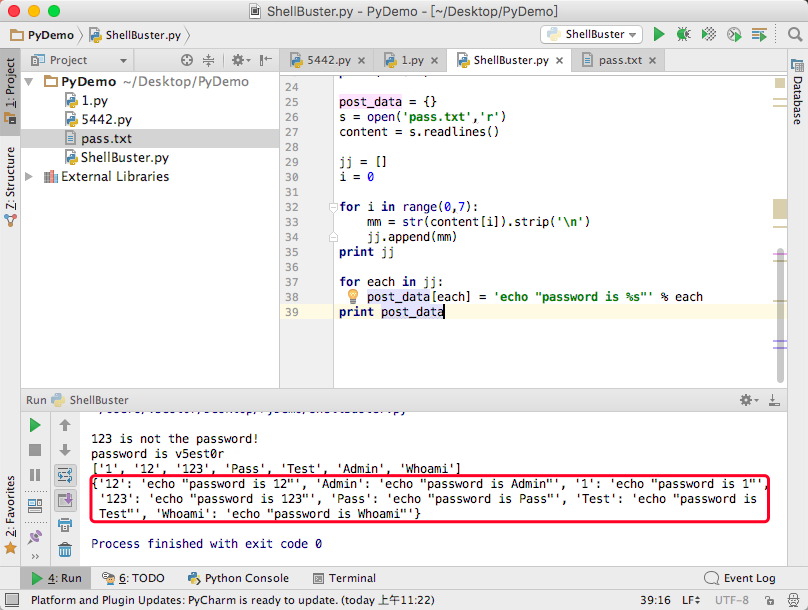 ShellBuster.py - PyDemo - [~/Desktop/PyDemo]
PyDemo ShellBuster.py ShellBuster
1: Project
Project
5442.py 1.py ShellBuster.py pass.txt
PyDemo ~/Desktop/PyDemo
1.py
5442.py
pass.txt
ShellBuster.py
External Libraries
Z: Structure
2: Favorites
Database
24
25 post_data = {}
26 s = open('pass.txt','r')
27 content = s.readlines()
28
29 jj = []
30 i = 0
31
32 for i in range(0,7):
33 mm = str(content[i]).strip('\n')
34 jj.append(mm)
35 print jj
36
37 for each in jj:
38 post_data[each] = 'echo "password is %s"' % each
39 print post_data
Run ShellBuster
123 is not the password!
password is v5est0r
['1', '12', '123', 'Pass', 'Test', 'Admin', 'Whoami']
{'12': 'echo "password is 12"', 'Admin': 'echo "password is Admin"', '1': 'echo "password is 1"',
'123': 'echo "password is 123"', 'Pass': 'echo "password is Pass"', 'Test': 'echo "password is
Test"', 'Whoami': 'echo "password is Whoami"'}
Process finished with exit code 0
4: Run 6: TODO Python Console Terminal Event Log
Platform and Plugin Updates: PyCharm is ready to update. (today 上午11:22) 39:16 LF UTF-8